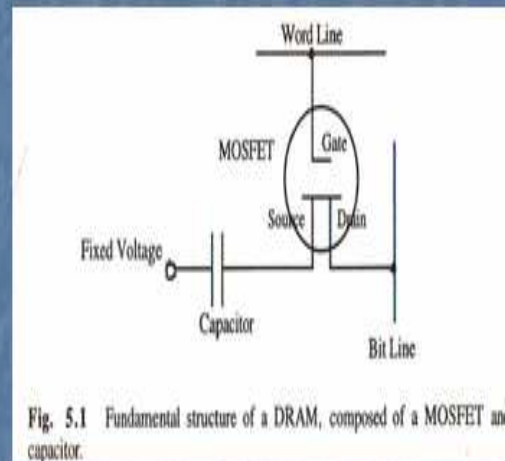 Word Line
MOSFET
Gate
Source
Drain
Fixed Voltage
Capacitor
Bit Line
Fig. 5.1 Fundamental structure of a DRAM, composed of a MOSFET and
capacitor.